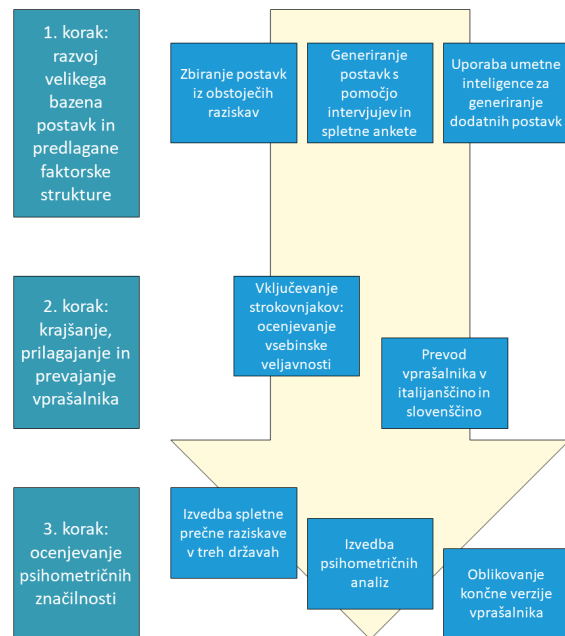 1. korak:
razvoj
velikega
bazena
postavk in
predlagane
faktorske
strukture
Zbiranje postavk
iz obstoječih
raziskav
Generiranje
postavk s
pomočjo
intervjujev in
spletne ankete
Uporaba umetne
inteligence za
generiranje
dodatnih postavk
2. korak:
krajšanje,
prilagajanje in
prevajanje
vprašalnika
Vključevanje
strokovnjakov:
ocenjevanje
vsebinske
veljavnosti
Prevod
vprašalnika v
italijanščino in
slovenščino
3. korak:
ocenjevanje
psihometričnih
značilnosti
Izvedba spletne
prečne raziskave
v treh državah
Izvedba
psihometričnih
analiz
Oblikovanje
končne verzije
vprašalnika